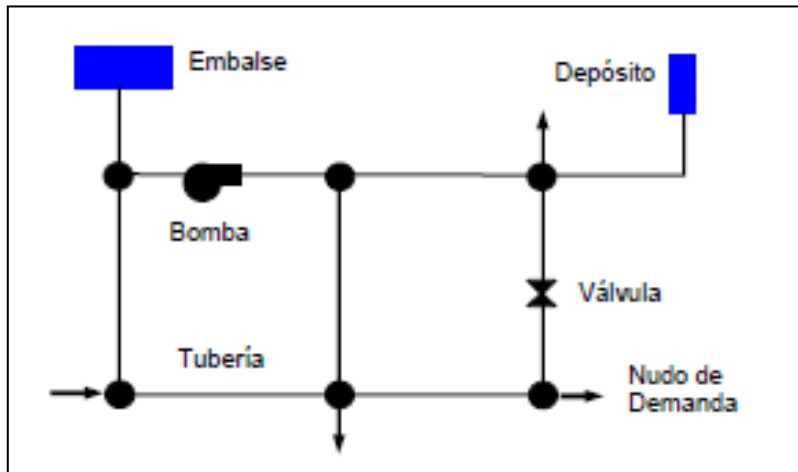 Embalse
Depósito
Bomba
Válvula
Tubería
Nudo de
Demanda